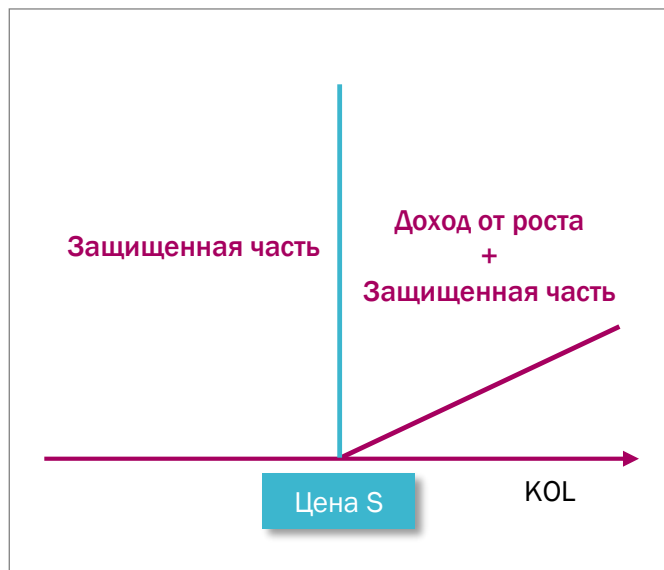 Защищенная часть
Доход от роста
+
Защищенная часть
Цена S
KOL